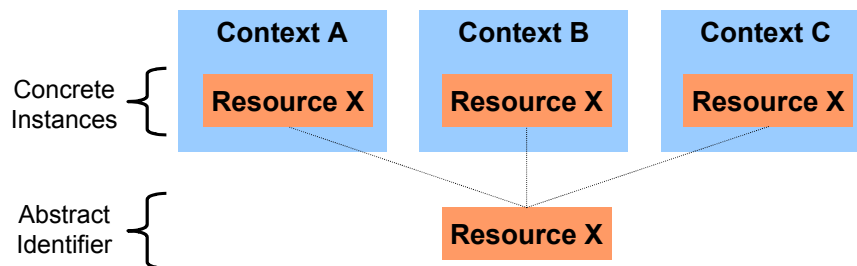 Context A
Context B
Context C
Concrete
Instances
Resource X
Resource X
Resource X
Abstract
Identifier
Resource X